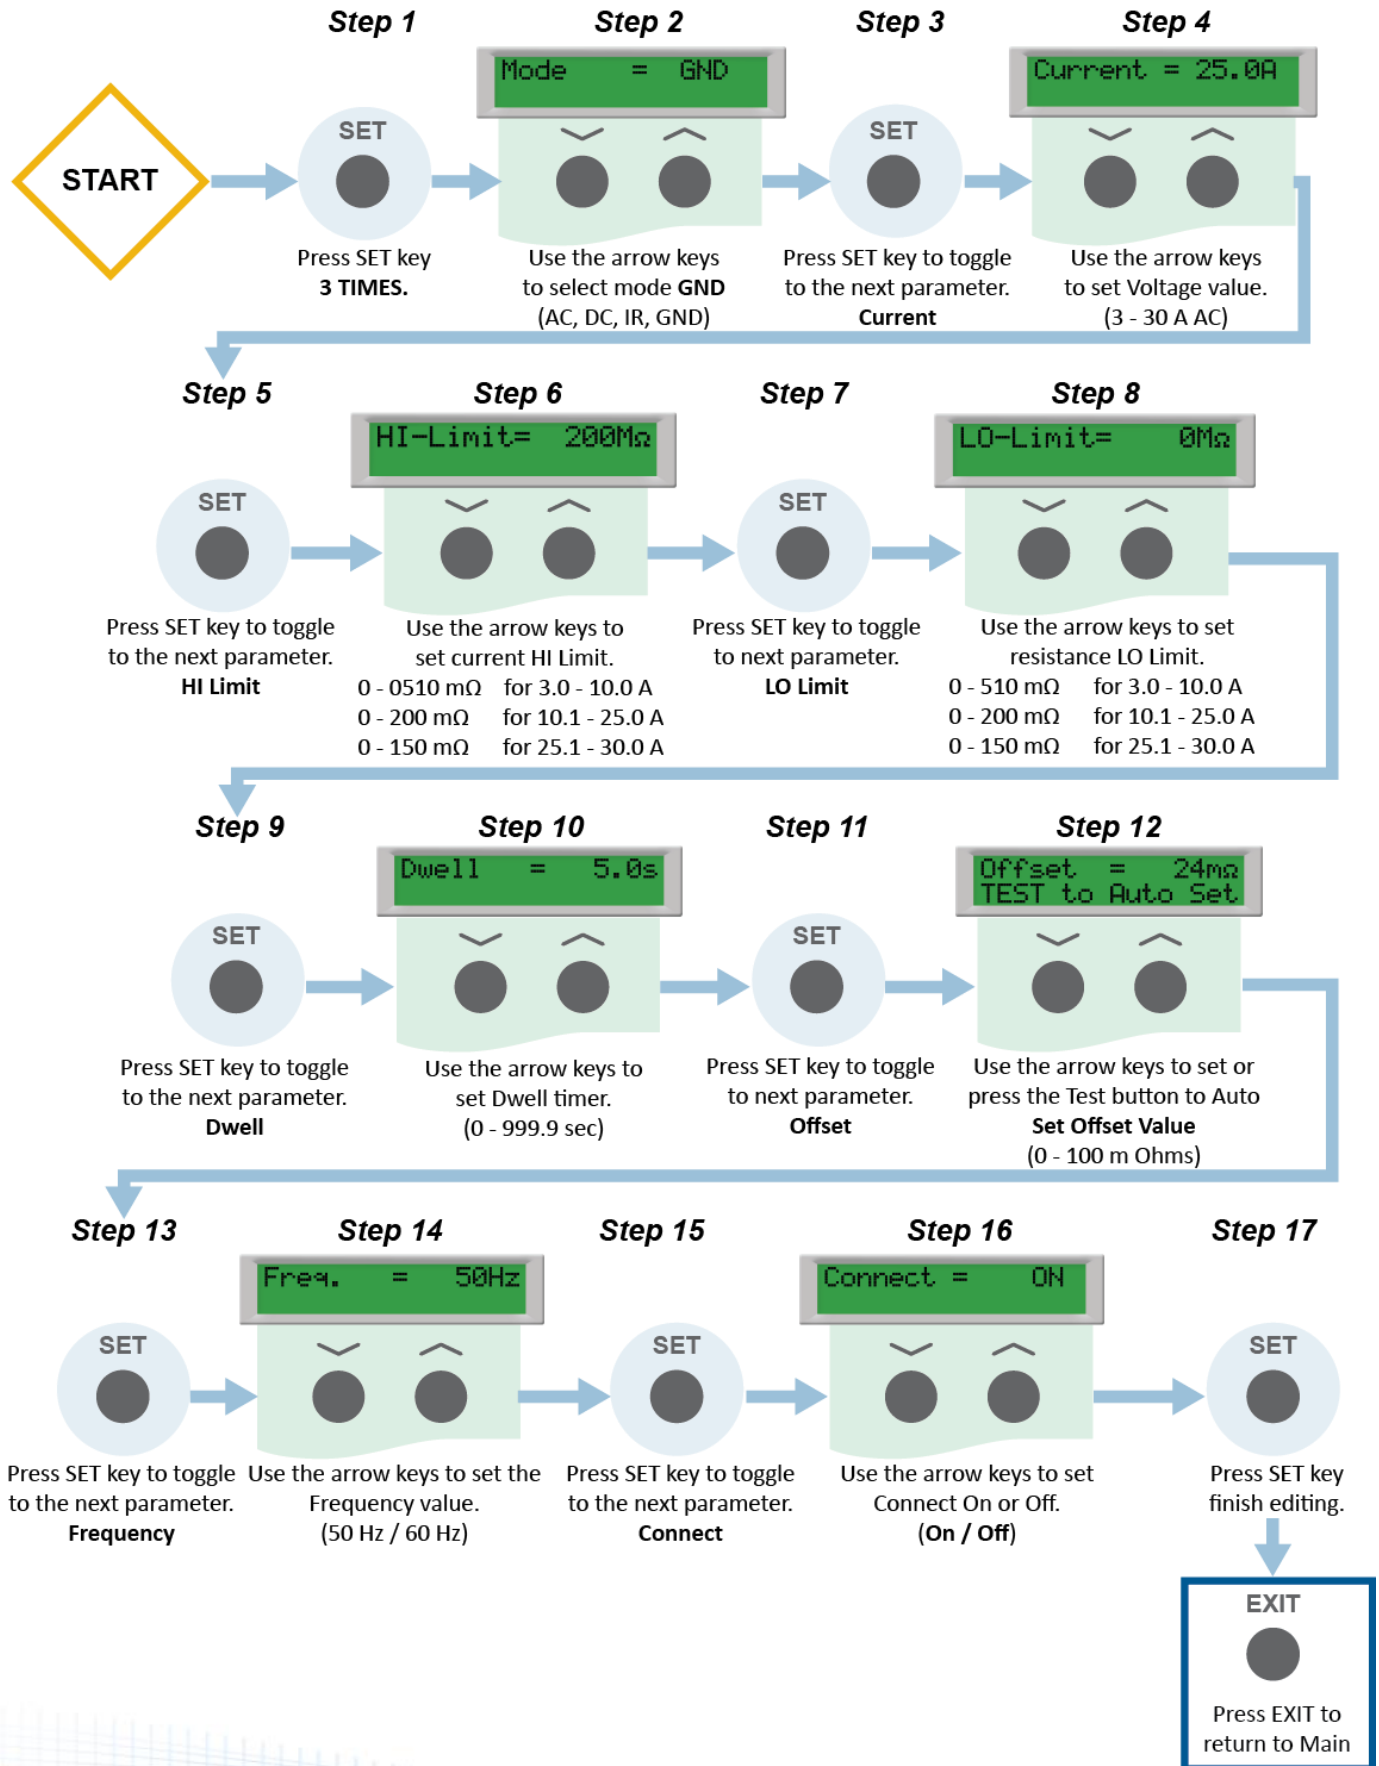 Step 1
Step 2
Step 3
Step 4
START
SET
Press SET key
3 TIMES.
Mode = GND
Use the arrow keys
to select mode GND
(AC, DC, IR, GND)
SET
Press SET key to toggle
to the next parameter.
Current
Current = 25.0A
Use the arrow keys
to set Voltage value.
(3 - 30 A AC)
Step 5
Step 6
Step 7
Step 8
SET
Press SET key to toggle
to the next parameter.
HI Limit
HI-Limit= 200MΩ
Use the arrow keys to
set current HI Limit.
0 - 0510 mΩ for 3.0 - 10.0 A
0 - 200 mΩ for 10.1 - 25.0 A
0 - 150 mΩ for 25.1 - 30.0 A
SET
Press SET key to toggle
to next parameter.
LO Limit
LO-Limit= 0MΩ
Use the arrow keys to set
resistance LO Limit.
0 - 510 mΩ for 3.0 - 10.0 A
0 - 200 mΩ for 10.1 - 25.0 A
0 - 150 mΩ for 25.1 - 30.0 A
Step 9
Step 10
Step 11
Step 12
SET
Press SET key to toggle
to the next parameter.
Dwell
Dwell = 5.0s
Use the arrow keys to
set Dwell timer.
(0 - 999.9 sec)
SET
Press SET key to toggle
to next parameter.
Offset
Offset = 24mΩ
TEST to Auto Set
Use the arrow keys to set or
press the Test button to Auto
Set Offset Value
(0 - 100 m Ohms)
Step 13
Step 14
Step 15
Step 16
Step 17
SET
Press SET key to toggle
to the next parameter.
Frequency
Freq. = 50Hz
Use the arrow keys to set the
Frequency value.
(50 Hz / 60 Hz)
SET
Press SET key to toggle
to the next parameter.
Connect
Connect = ON
Use the arrow keys to set
Connect On or Off.
(On / Off)
SET
Press SET key
finish editing.
EXIT
Press EXIT to
return to Main